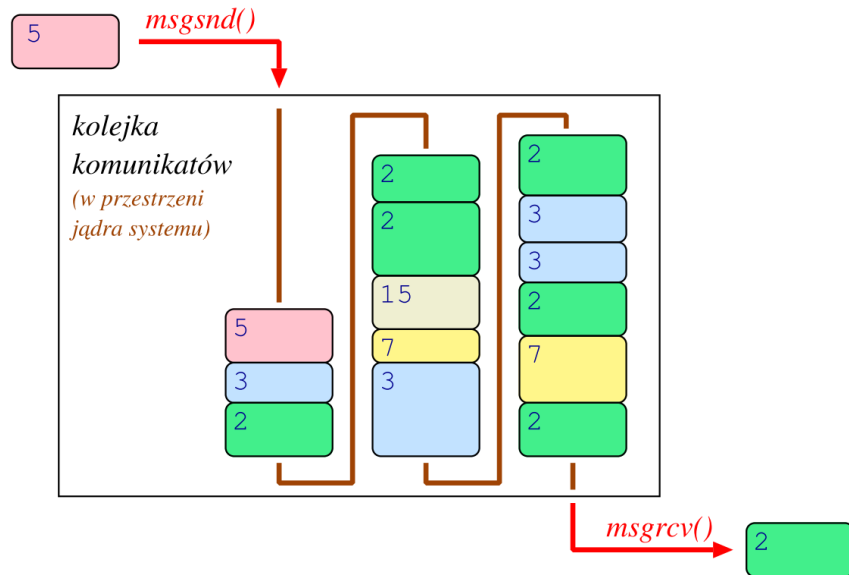 5
msgsnd()
kolejka
komunikatów
(w przestrzeni
jądra systemu)
5
3
2
2
2
15
7
3
2
3
3
2
7
2
msgrcv()
2